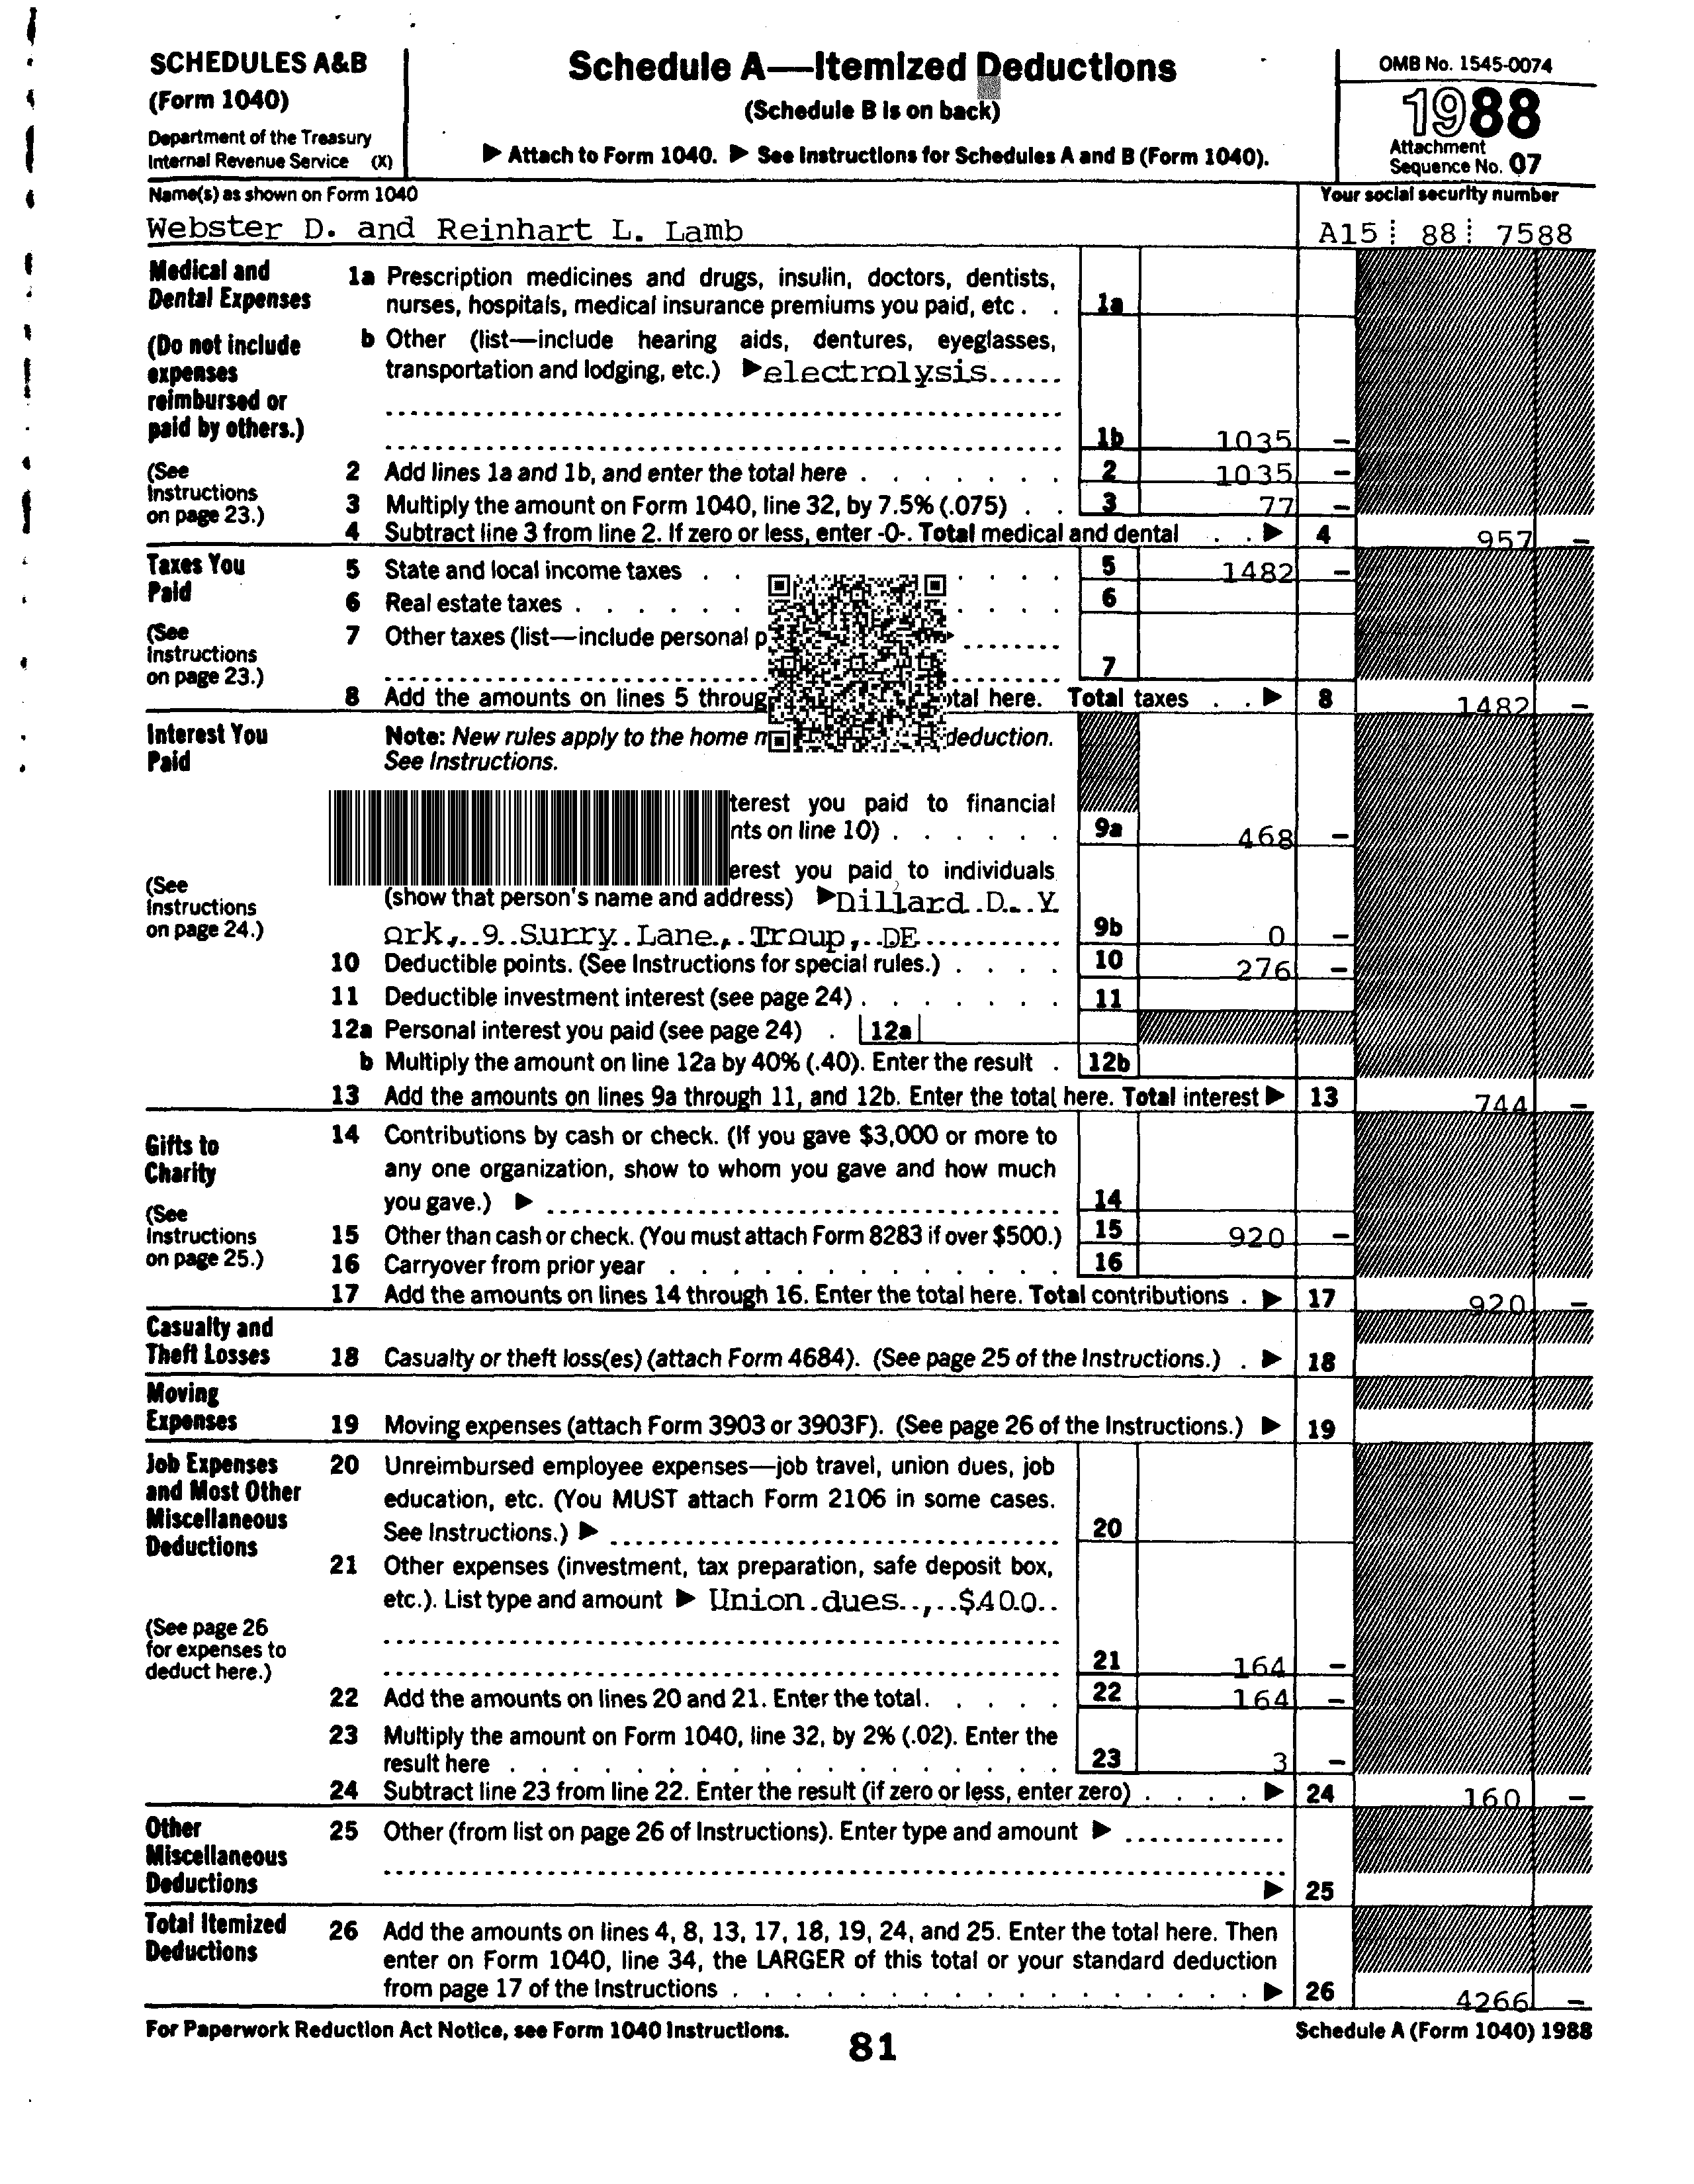 SCHEDULES A&B
(Form 1040)
Department of the Treasury
Internal Revenue Service (X)
Schedule A—Itemized Deductions
(Schedule B is on back)
▶ Attach to Form 1040. ▶ See Instructions for Schedules A and B (Form 1040).
OMB No. 1545-0074
1988
Attachment
Sequence No. 07
Name(s) as shown on Form 1040
Your social security number
Webster D. and Reinhart L. Lamb
A15 88 7588
Medical and
Dental Expenses
(Do not include
expenses
reimbursed or
paid by others.)
(See
Instructions
on page 23.)
1a Prescription medicines and drugs, insulin, doctors, dentists,
nurses, hospitals, medical insurance premiums you paid, etc . . 1a
b Other (list—include hearing aids, dentures, eyeglasses,
transportation and lodging, etc.) ▶ electrolysis......
1b 1035 –
2 Add lines 1a and 1b, and enter the total here . . . . . . . 2 1035 –
3 Multiply the amount on Form 1040, line 32, by 7.5% (.075) . . 3 77 –
4 Subtract line 3 from line 2. If zero or less, enter -0-. Total medical and dental . . ▶ 4 957 –
Taxes You
Paid
(See
Instructions
on page 23.)
5 State and local income taxes . . . . . . 5 1482 –
6 Real estate taxes . . . . . . . . . . 6
7 Other taxes (list—include personal p
7
8 Add the amounts on lines 5 throug otal here. Total taxes . . ▶ 8 1482 –
Interest You
Paid
(See
Instructions
on page 24.)
Note: New rules apply to the home m deduction.
See Instructions.
terest you paid to financial
nts on line 10) . . . . . . 9a 468 –
erest you paid to individuals
(show that person's name and address) ▶ Dillard..D...Y
ork,..9..Surry..Lane,..Troup,..DE............ 9b 0 –
10 Deductible points. (See Instructions for special rules.) . . . . 10 276 –
11 Deductible investment interest (see page 24) . . . . . . . 11
12a Personal interest you paid (see page 24) . 12a
b Multiply the amount on line 12a by 40% (.40). Enter the result . 12b
13 Add the amounts on lines 9a through 11, and 12b. Enter the total here. Total interest ▶ 13 744 –
Gifts to
Charity
(See
Instructions
on page 25.)
14 Contributions by cash or check. (If you gave $3,000 or more to
any one organization, show to whom you gave and how much
you gave.) ▶ 14
15 Other than cash or check. (You must attach Form 8283 if over $500.) 15 920 –
16 Carryover from prior year . . . . . . . . . . . . . 16
17 Add the amounts on lines 14 through 16. Enter the total here. Total contributions . ▶ 17 920 –
Casualty and
Theft Losses
18 Casualty or theft loss(es) (attach Form 4684). (See page 25 of the Instructions.) . ▶ 18
Moving
Expenses
19 Moving expenses (attach Form 3903 or 3903F). (See page 26 of the Instructions.) ▶ 19
Job Expenses
and Most Other
Miscellaneous
Deductions
(See page 26
for expenses to
deduct here.)
20 Unreimbursed employee expenses—job travel, union dues, job
education, etc. (You MUST attach Form 2106 in some cases.
See Instructions.) ▶ 20
21 Other expenses (investment, tax preparation, safe deposit box,
etc.). List type and amount ▶ Union.dues..,..$400..
21 164 –
22 Add the amounts on lines 20 and 21. Enter the total. . . . . 22 164 –
23 Multiply the amount on Form 1040, line 32, by 2% (.02). Enter the
result here . . . . . . . . . . . . . . . . . 23 3 –
24 Subtract line 23 from line 22. Enter the result (if zero or less, enter zero) . . . . ▶ 24 160 –
Other
Miscellaneous
Deductions
25 Other (from list on page 26 of Instructions). Enter type and amount ▶ .............
▶ 25
Total Itemized
Deductions
26 Add the amounts on lines 4, 8, 13, 17, 18, 19, 24, and 25. Enter the total here. Then
enter on Form 1040, line 34, the LARGER of this total or your standard deduction
from page 17 of the Instructions . . . . . . . . . . . . . . . . . ▶ 26 4266 –
For Paperwork Reduction Act Notice, see Form 1040 Instructions.
81
Schedule A (Form 1040) 1988